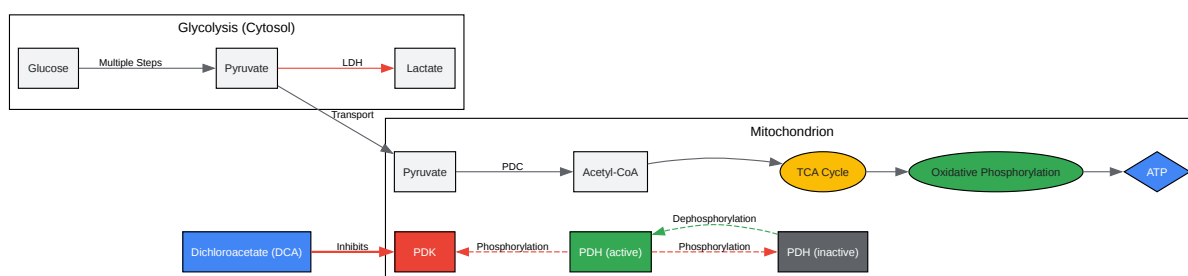 Glycolysis (Cytosol)
Glucose
Multiple Steps
Pyruvate
LDH
Lactate
Transport
Mitochondrion
Pyruvate
PDC
Acetyl-CoA
TCA Cycle
Oxidative Phosphorylation
ATP
Dephosphorylation
Dichloroacetate (DCA)
Inhibits
PDK
Phosphorylation
PDH (active)
Phosphorylation
PDH (inactive)